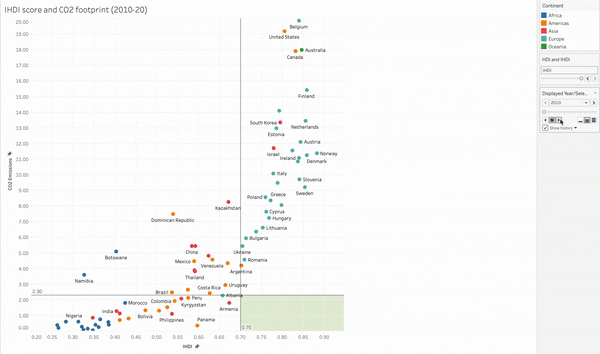 IHDI score and CO2 footprint (2010-20)
Continent
Africa
Americas
Asia
Europe
Oceania
HDI and IHDI
IHDI
Displayed Year/Sele...
2010
Show history
CO2 Emissions
20.00
19.00
18.00
17.00
16.00
15.00
14.00
13.00
12.00
11.00
10.00
9.00
8.00
7.00
6.00
5.00
4.00
3.00
2.30
2.00
1.00
0.00
Belgium
United States
Australia
Canada
Finland
South Korea
Netherlands
Estonia
Austria
Israel
Ireland
Norway
Denmark
Italy
Slovenia
Sweden
Poland
Greece
Kazakhstan
Cyprus
Dominican Republic
Hungary
Lithuania
Bulgaria
Botswana
China
Ukraine
Mexico
Venezuela
Romania
Argentina
Namibia
Thailand
Uruguay
Costa Rica
Brazil
Albania
Peru
Morocco
Colombia
Kyrgyzstan
Armenia
India
Nigeria
Bolivia
Philippines
Panama
0.70
0.20
0.25
0.30
0.35
0.40
0.45
0.50
0.55
0.60
0.65
0.70
0.75
0.80
0.85
0.90
IHDI